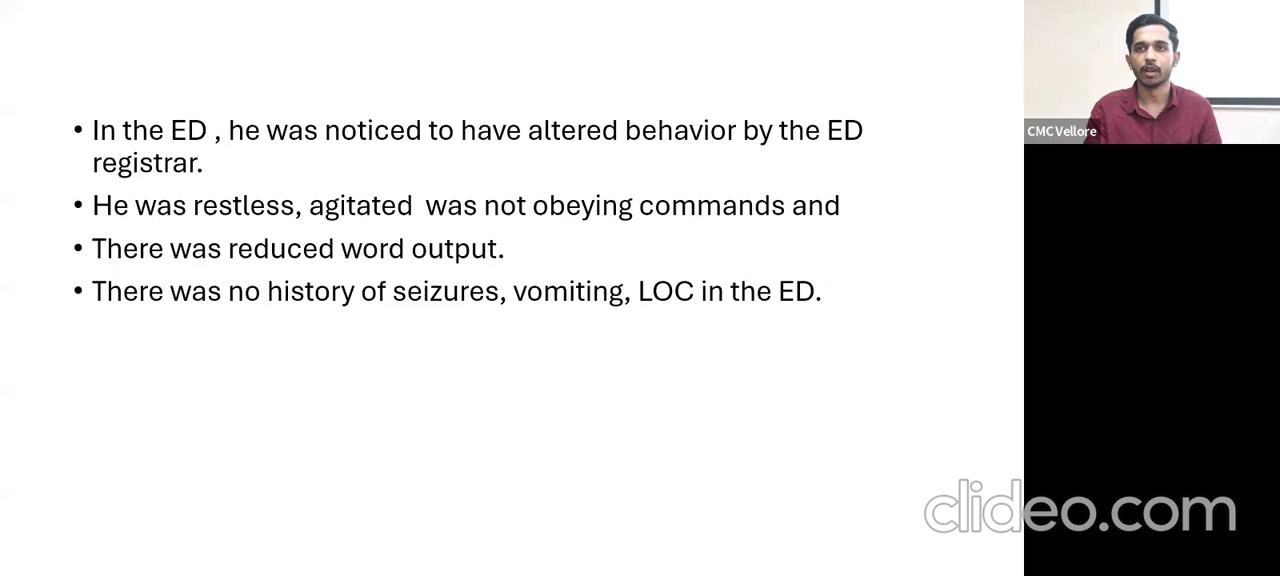 • In the ED , he was noticed to have altered behavior by the ED
registrar.
• He was restless, agitated  was not obeying commands and
• There was reduced word output.
• There was no history of seizures, vomiting, LOC in the ED.
CMC Vellore
clideo.com